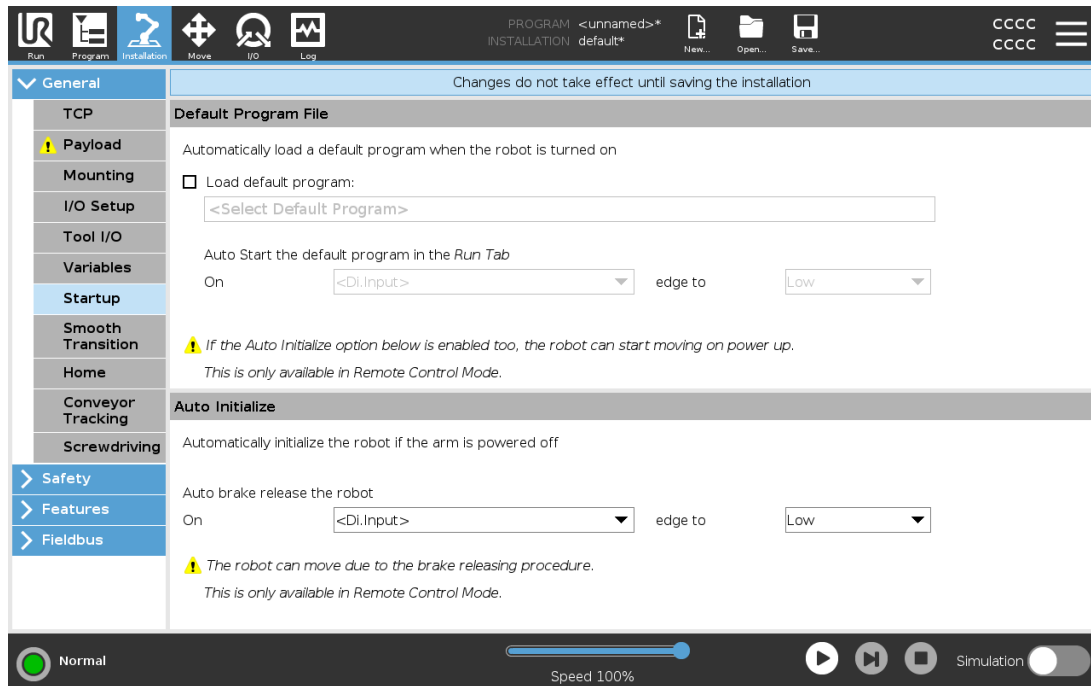 PROGRAM <unnamed>*
INSTALLATION default*
CCCC
CCCC
Run Program Installation Move I/O Log New... Open... Save...
General
TCP
Payload
Mounting
I/O Setup
Tool I/O
Variables
Startup
Smooth
Transition
Home
Conveyor
Tracking
Screwdriving
Safety
Features
Fieldbus
Changes do not take effect until saving the installation
Default Program File
Automatically load a default program when the robot is turned on
Load default program:
<Select Default Program>
Auto Start the default program in the Run Tab
On <Di.Input> edge to Low
If the Auto Initialize option below is enabled too, the robot can start moving on power up.
This is only available in Remote Control Mode.
Auto Initialize
Automatically initialize the robot if the arm is powered off
Auto brake release the robot
On <Di.Input> edge to Low
The robot can move due to the brake releasing procedure.
This is only available in Remote Control Mode.
Normal
Speed 100%
Simulation